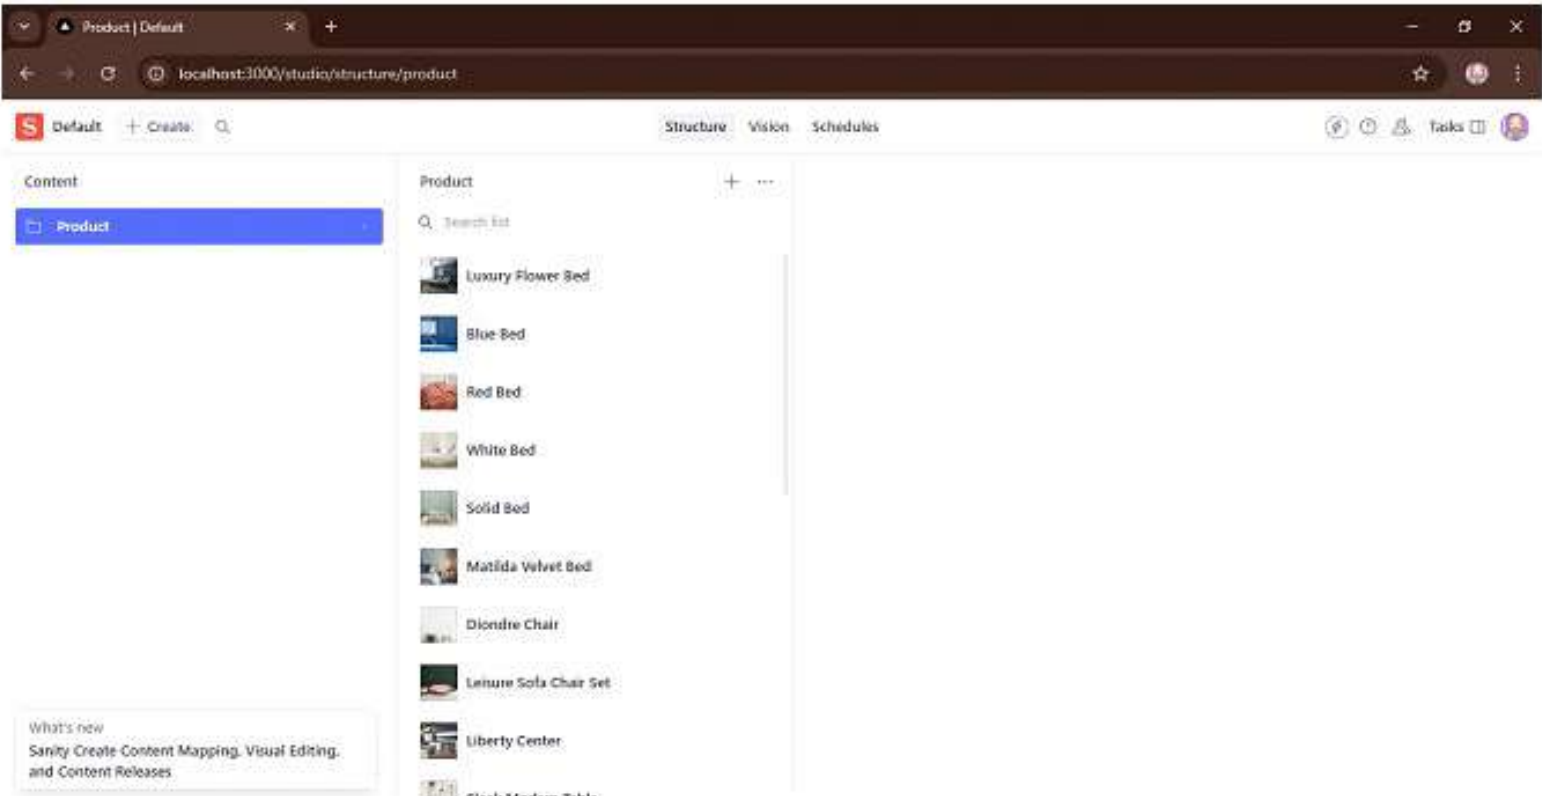 Product | Default
localhost:3000/studio/structure/product
S Default + Create Structure Vision Schedules Tasks
Content
Product
Product
Search list
Luxury Flower Bed
Blue Bed
Red Bed
White Bed
Solid Bed
Matilda Velvet Bed
Diondre Chair
Leisure Sofa Chair Set
Liberty Center
What's new
Sanity Create Content Mapping, Visual Editing,
and Content Releases